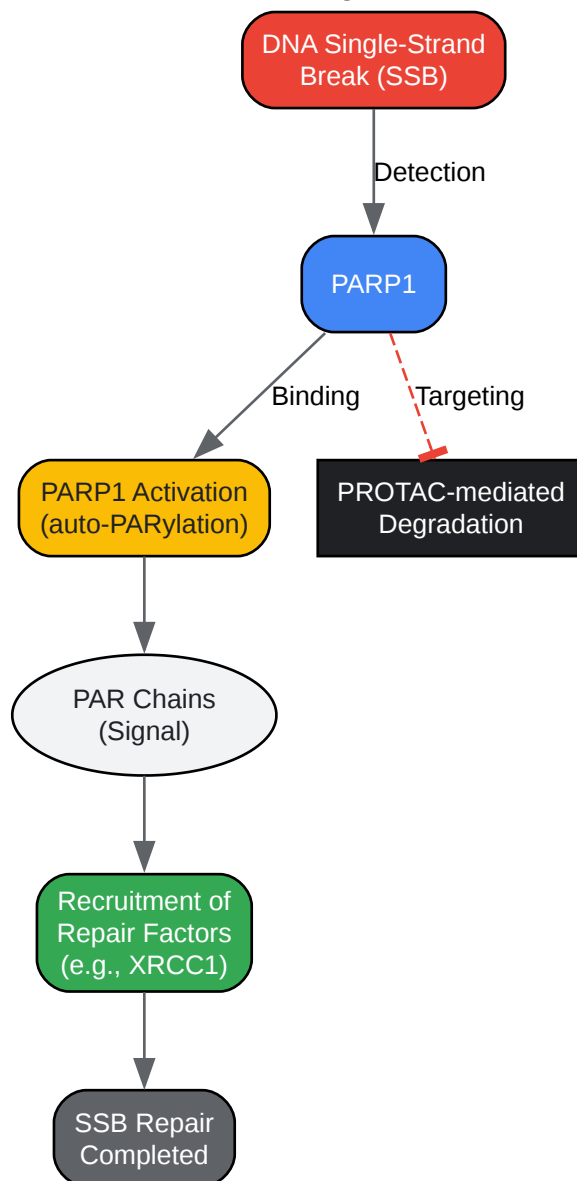 DNA Single-Strand
Break (SSB)
Detection
PARP1
Binding
Targeting
PARP1 Activation
(auto-PARylation)
PROTAC-mediated
Degradation
PAR Chains
(Signal)
Recruitment of
Repair Factors
(e.g., XRCC1)
SSB Repair
Completed